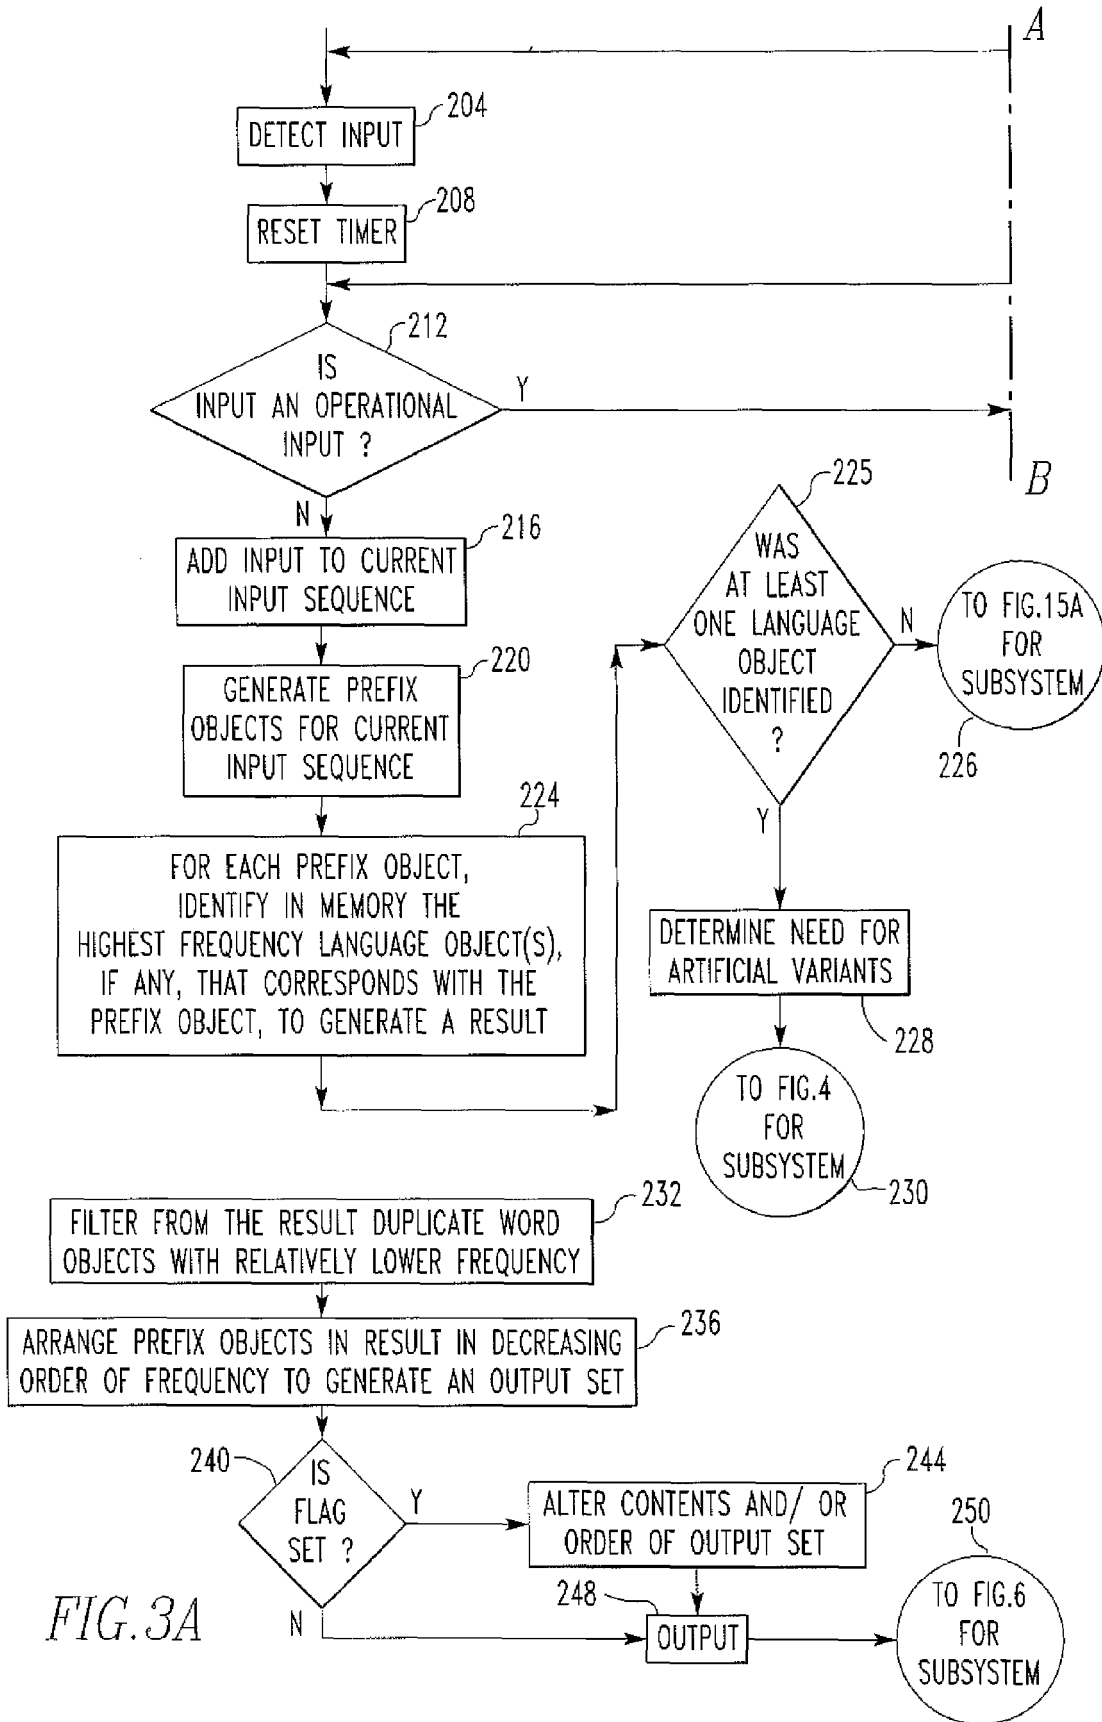 A
204
DETECT INPUT
208
RESET TIMER
212
IS
INPUT AN OPERATIONAL
INPUT ?
Y
B
N
216
ADD INPUT TO CURRENT
INPUT SEQUENCE
220
GENERATE PREFIX
OBJECTS FOR CURRENT
INPUT SEQUENCE
224
FOR EACH PREFIX OBJECT,
IDENTIFY IN MEMORY THE
HIGHEST FREQUENCY LANGUAGE OBJECT(S),
IF ANY, THAT CORRESPONDS WITH THE
PREFIX OBJECT, TO GENERATE A RESULT
225
WAS
AT LEAST
ONE LANGUAGE
OBJECT
IDENTIFIED
?
N
TO FIG.15A
FOR
SUBSYSTEM
226
Y
DETERMINE NEED FOR
ARTIFICIAL VARIANTS
228
TO FIG.4
FOR
SUBSYSTEM
230
232
FILTER FROM THE RESULT DUPLICATE WORD
OBJECTS WITH RELATIVELY LOWER FREQUENCY
236
ARRANGE PREFIX OBJECTS IN RESULT IN DECREASING
ORDER OF FREQUENCY TO GENERATE AN OUTPUT SET
240
IS
FLAG
SET ?
Y
244
ALTER CONTENTS AND/ OR
ORDER OF OUTPUT SET
N
248
OUTPUT
250
TO FIG.6
FOR
SUBSYSTEM
FIG.3A